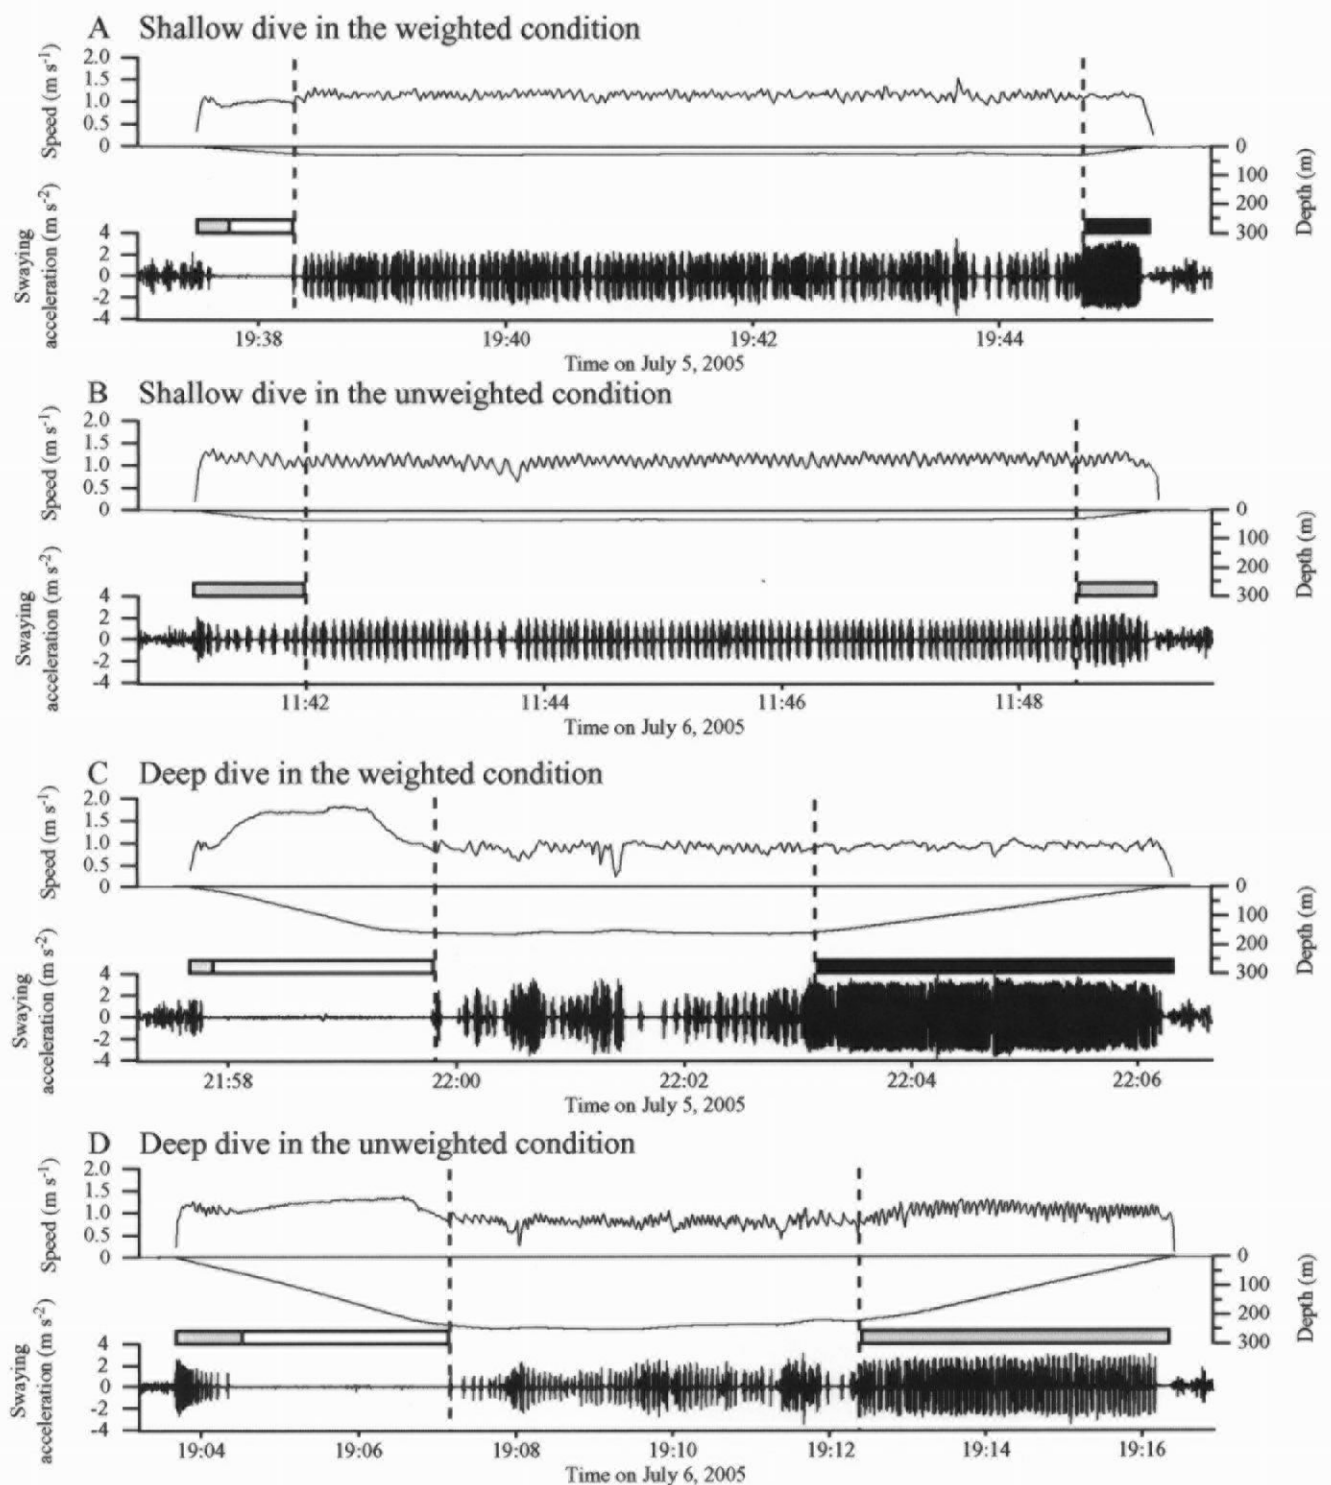 A Shallow dive in the weighted condition
Speed (m s-1)
2.0
1.5
1.0
0.5
0
0
100
200
300
Depth (m)
Swaying
acceleration (m s-2)
4
2
0
-2
-4
19:38 19:40 19:42 19:44
Time on July 5, 2005
B Shallow dive in the unweighted condition
Speed (m s-1)
2.0
1.5
1.0
0.5
0
0
100
200
300
Depth (m)
Swaying
acceleration (m s-2)
4
2
0
-2
-4
11:42 11:44 11:46 11:48
Time on July 6, 2005
C Deep dive in the weighted condition
Speed (m s-1)
2.0
1.5
1.0
0.5
0
0
100
200
300
Depth (m)
Swaying
acceleration (m s-2)
4
2
0
-2
-4
21:58 22:00 22:02 22:04 22:06
Time on July 5, 2005
D Deep dive in the unweighted condition
Speed (m s-1)
2.0
1.5
1.0
0.5
0
0
100
200
300
Depth (m)
Swaying
acceleration (m s-2)
4
2
0
-2
-4
19:04 19:06 19:08 19:10 19:12 19:14 19:16
Time on July 6, 2005